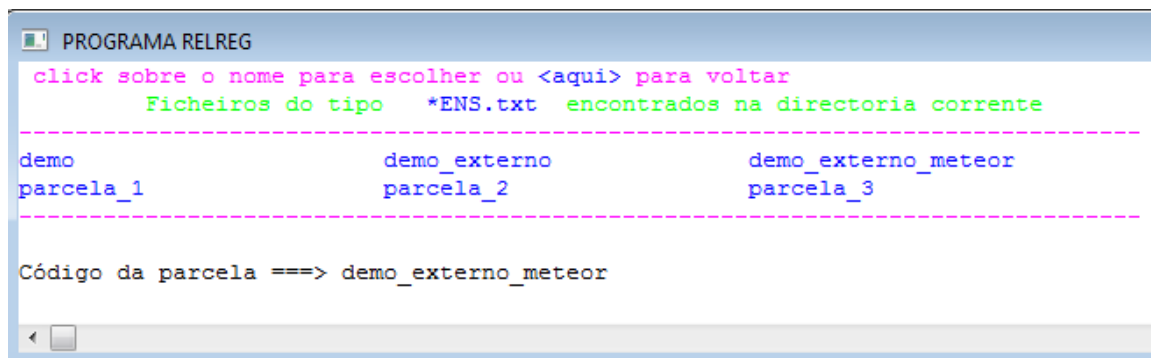 PROGRAMA RELREG
click sobre o nome para escolher ou <aqui> para voltar
Ficheiros do tipo *ENS.txt encontrados na directoria corrente
--------------------------------------------------------------------------------
demo demo_externo demo_externo_meteor
parcela_1 parcela_2 parcela_3
--------------------------------------------------------------------------------
Código da parcela ===> demo_externo_meteor